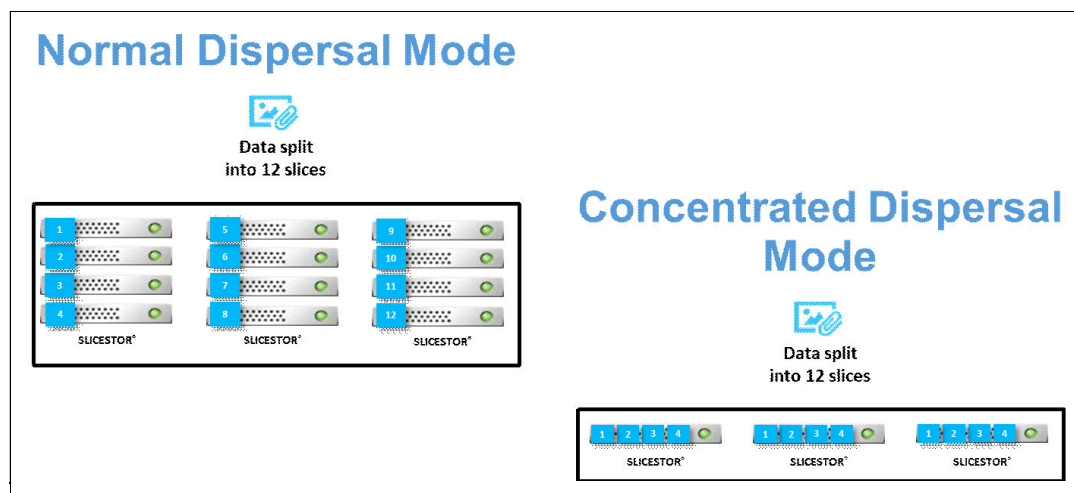 Normal Dispersal Mode
Data split
into 12 slices
1
5
9
2
6
10
3
7
11
4
8
12
SLICESTOR®
SLICESTOR®
SLICESTOR®
Concentrated Dispersal
Mode
Data split
into 12 slices
1 2 3 4
1 2 3 4
1 2 3 4
SLICESTOR®
SLICESTOR®
SLICESTOR®